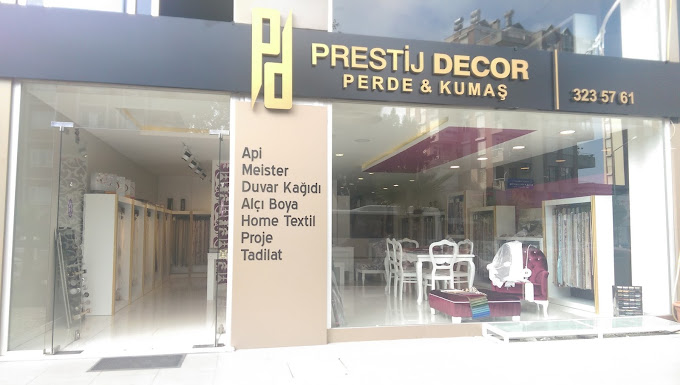 Pd
PRESTİJ DECOR
PERDE & KUMAŞ
323 57 61
Api
Meister
Duvar Kağıdı
Alçı Boya
Home Textil
Proje
Tadilat